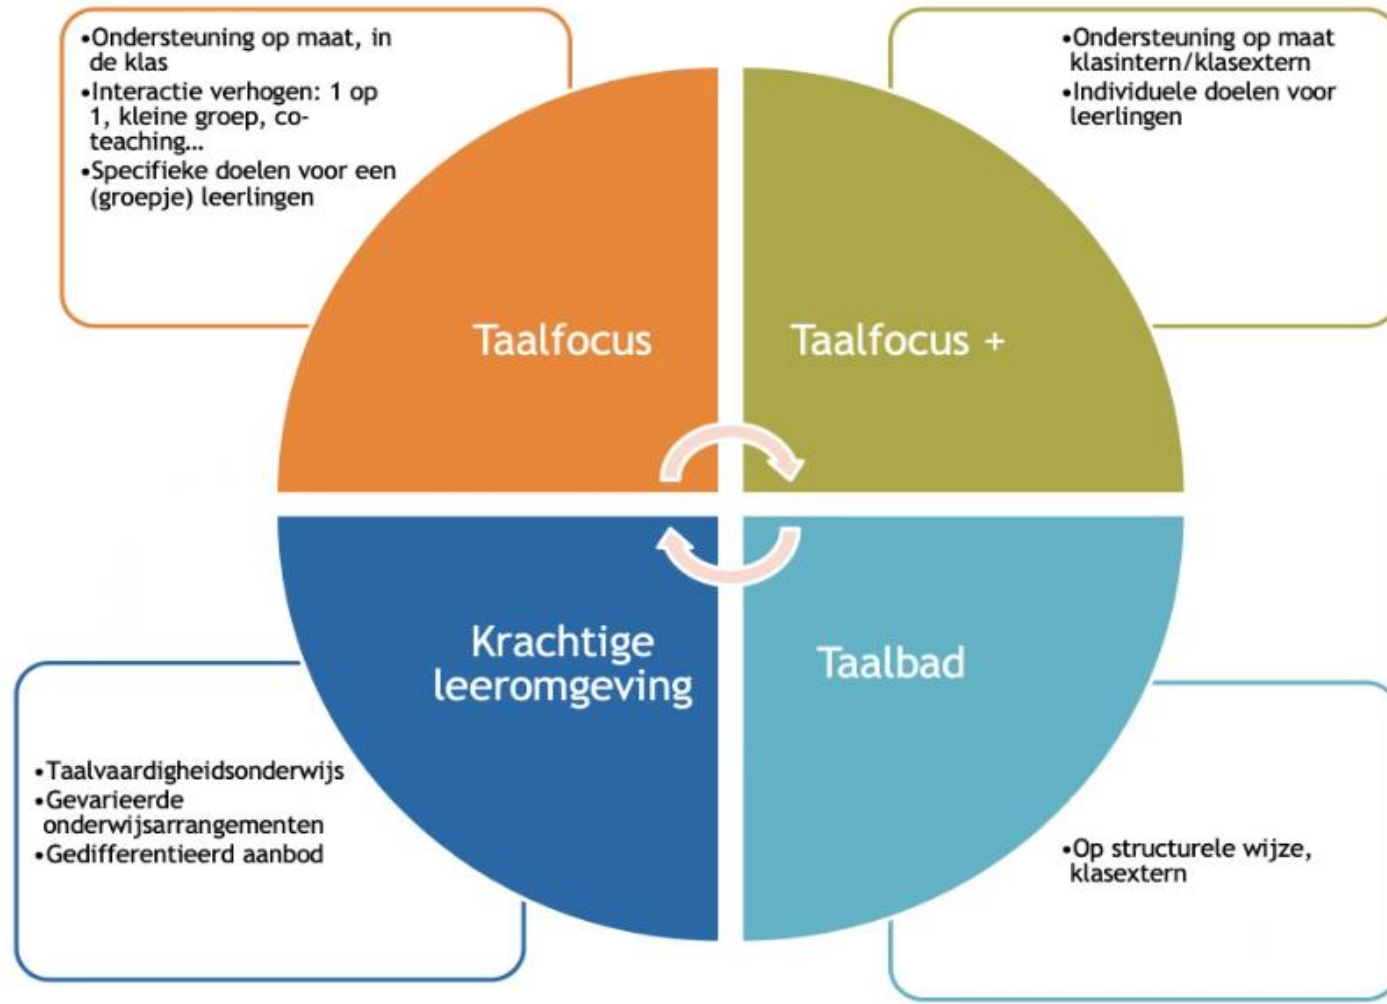 •Ondersteuning op maat, in
de klas
•Interactie verhogen: 1 op
1, kleine groep, co-
teaching...
•Specifieke doelen voor een
(groepje) leerlingen
•Ondersteuning op maat
klasintern/klasextern
•Individuele doelen voor
leerlingen
Taalfocus
Taalfocus +
Krachtige
leeromgeving
Taalbad
•Taalvaardigheidsonderwijs
•Gevarieerde
onderwijsarrangementen
•Gedifferentieerd aanbod
•Op structurele wijze,
klasextern